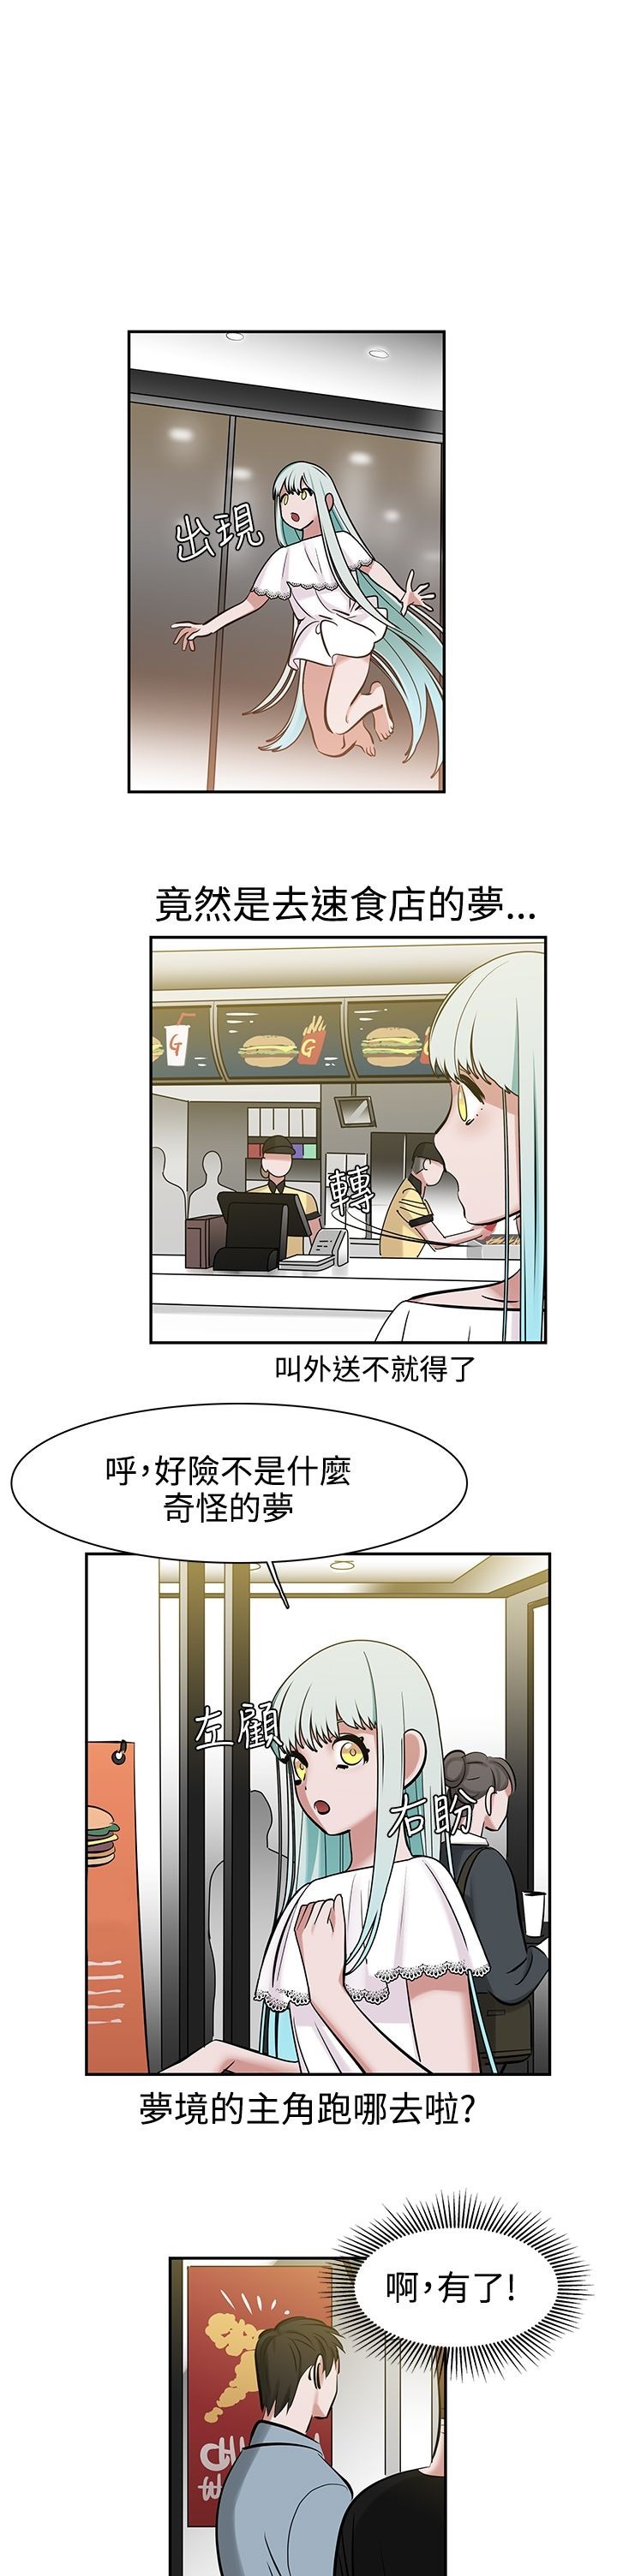 出現
竟然是去速食店的夢…
G
G
轉
叫外送不就得了
呼，好險不是什麼
奇怪的夢
左顧
右盼
夢境的主角跑哪去啦?
啊，有了!